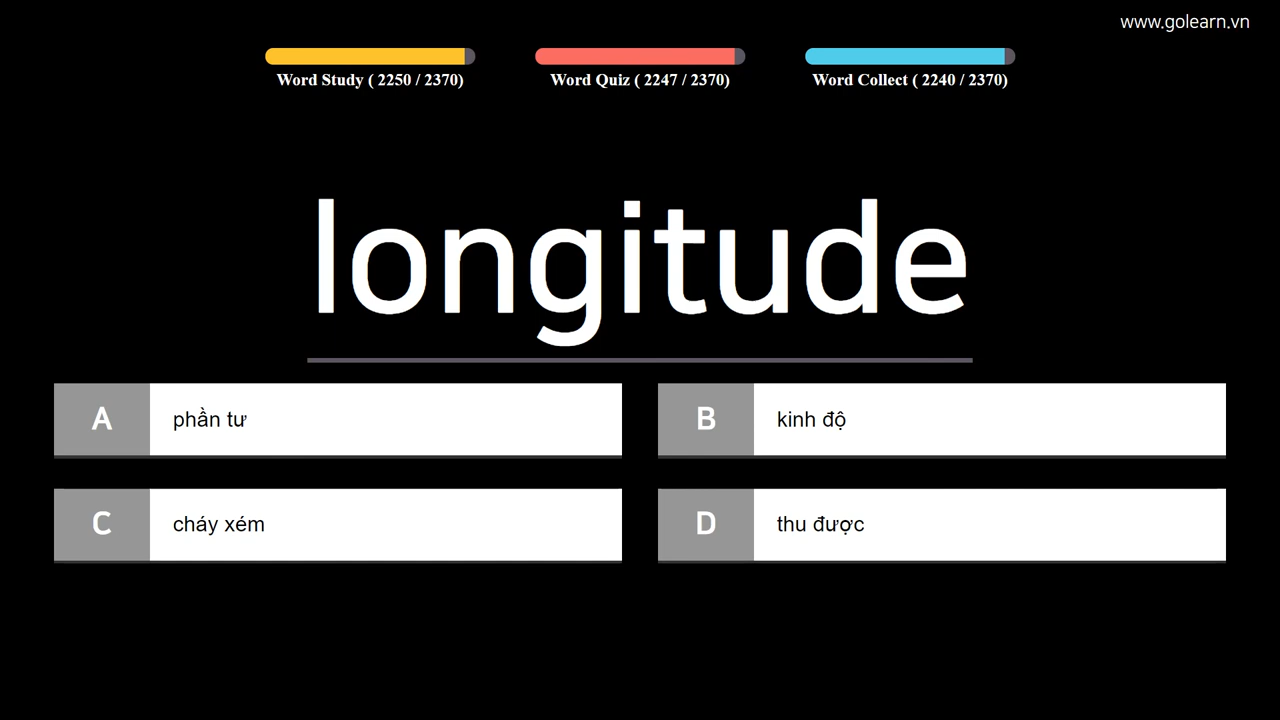 www.golearn.vn
Word Study ( 2250 / 2370)
Word Quiz ( 2247 / 2370)
Word Collect ( 2240 / 2370)
longitude
A phần tư
B kinh độ
C cháy xém
D thu được